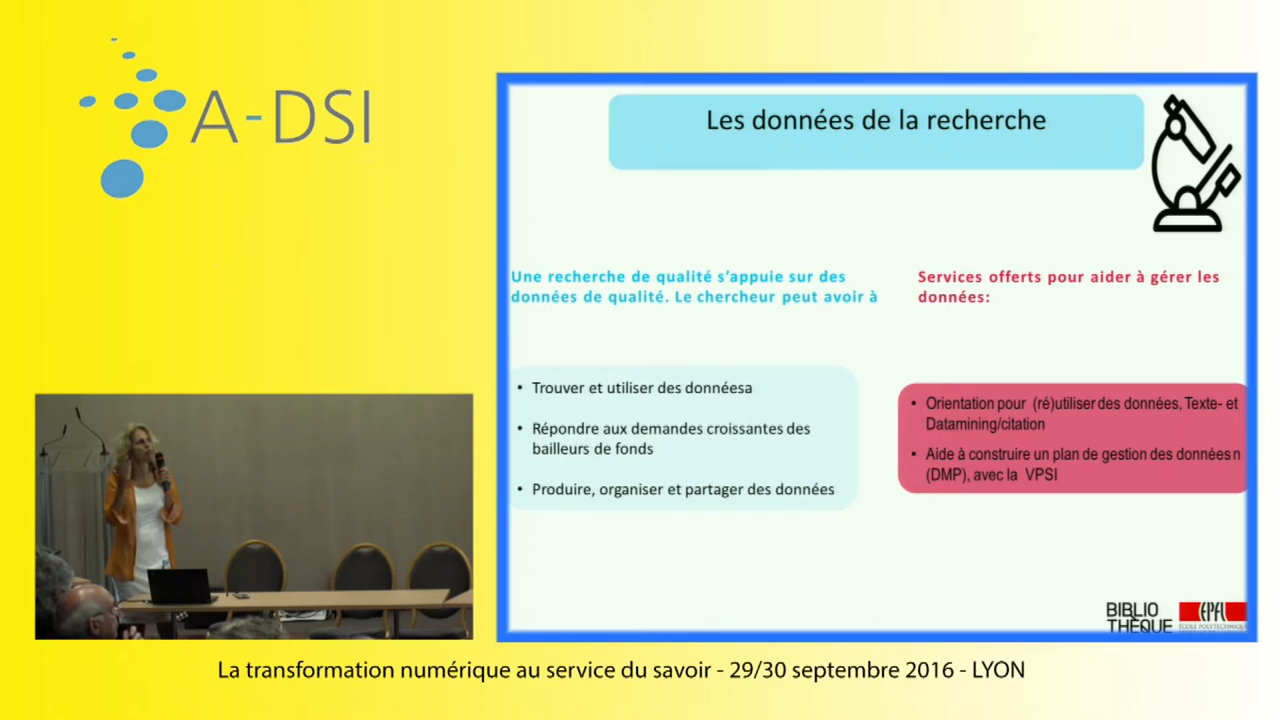 A-DSI
Les données de la recherche
Une recherche de qualité s'appuie sur des
données de qualité. Le chercheur peut avoir à
• Trouver et utiliser des donnéesa
• Répondre aux demandes croissantes des
bailleurs de fonds
• Produire, organiser et partager des données
Services offerts pour aider à gérer les
données:
• Orientation pour (ré)utiliser des données, Texte- et
Datamining/citation
• Aide à construire un plan de gestion des données n
(DMP), avec la VPSI
BIBLIO
THÈQUE
EPFL
ÉCOLE POLYTECHNIQUE
La transformation numérique au service du savoir - 29/30 septembre 2016 - LYON